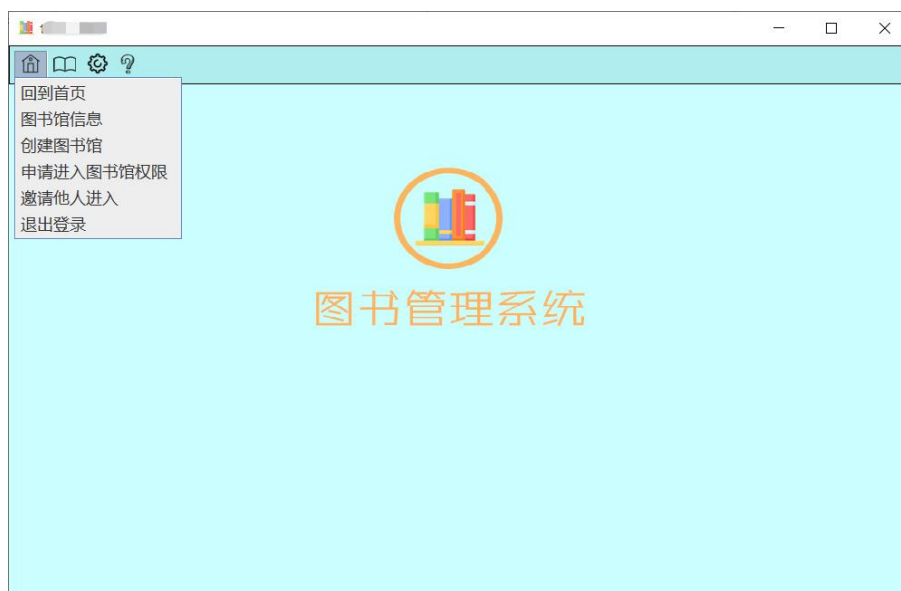 回到首页
图书馆信息
创建图书馆
申请进入图书馆权限
邀请他人进入
退出登录
图书管理系统